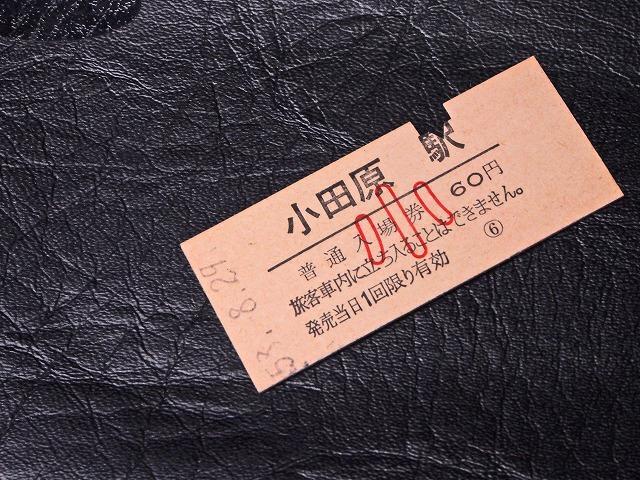 小田原駅
普通入場券 60円
旅客車内に立ち入ることはできません。
発売当日1回限り有効 ⑥
小
53.8.29